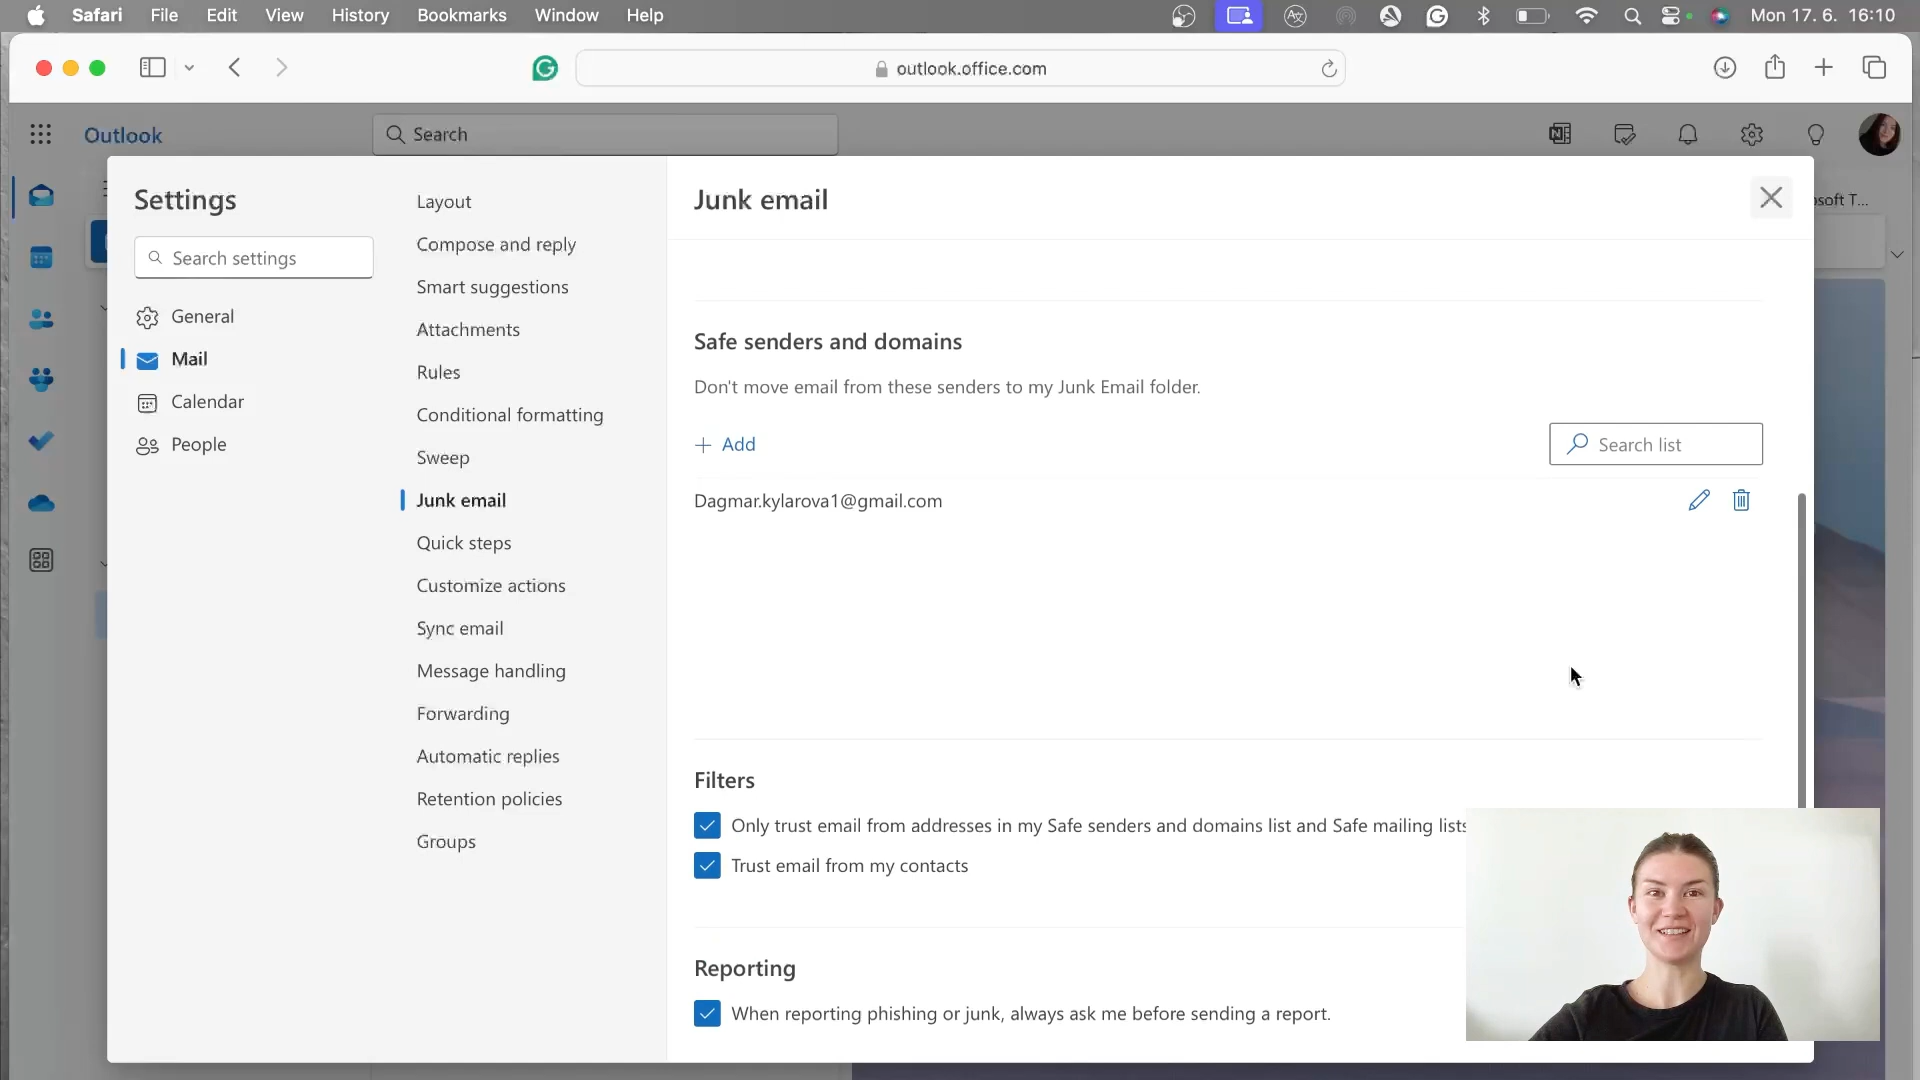 Safari File Edit View History Bookmarks Window Help
Mon 17. 6. 16:10
outlook.office.com
Outlook
Search
Settings
Search settings
General
Mail
Calendar
People
Layout
Compose and reply
Smart suggestions
Attachments
Rules
Conditional formatting
Sweep
Junk email
Quick steps
Customize actions
Sync email
Message handling
Forwarding
Automatic replies
Retention policies
Groups
Junk email
osoft T...
Safe senders and domains
Don't move email from these senders to my Junk Email folder.
Add
Search list
Dagmar.kylarova1@gmail.com
Filters
Only trust email from addresses in my Safe senders and domains list and Safe mailing lists
Trust email from my contacts
Reporting
When reporting phishing or junk, always ask me before sending a report.